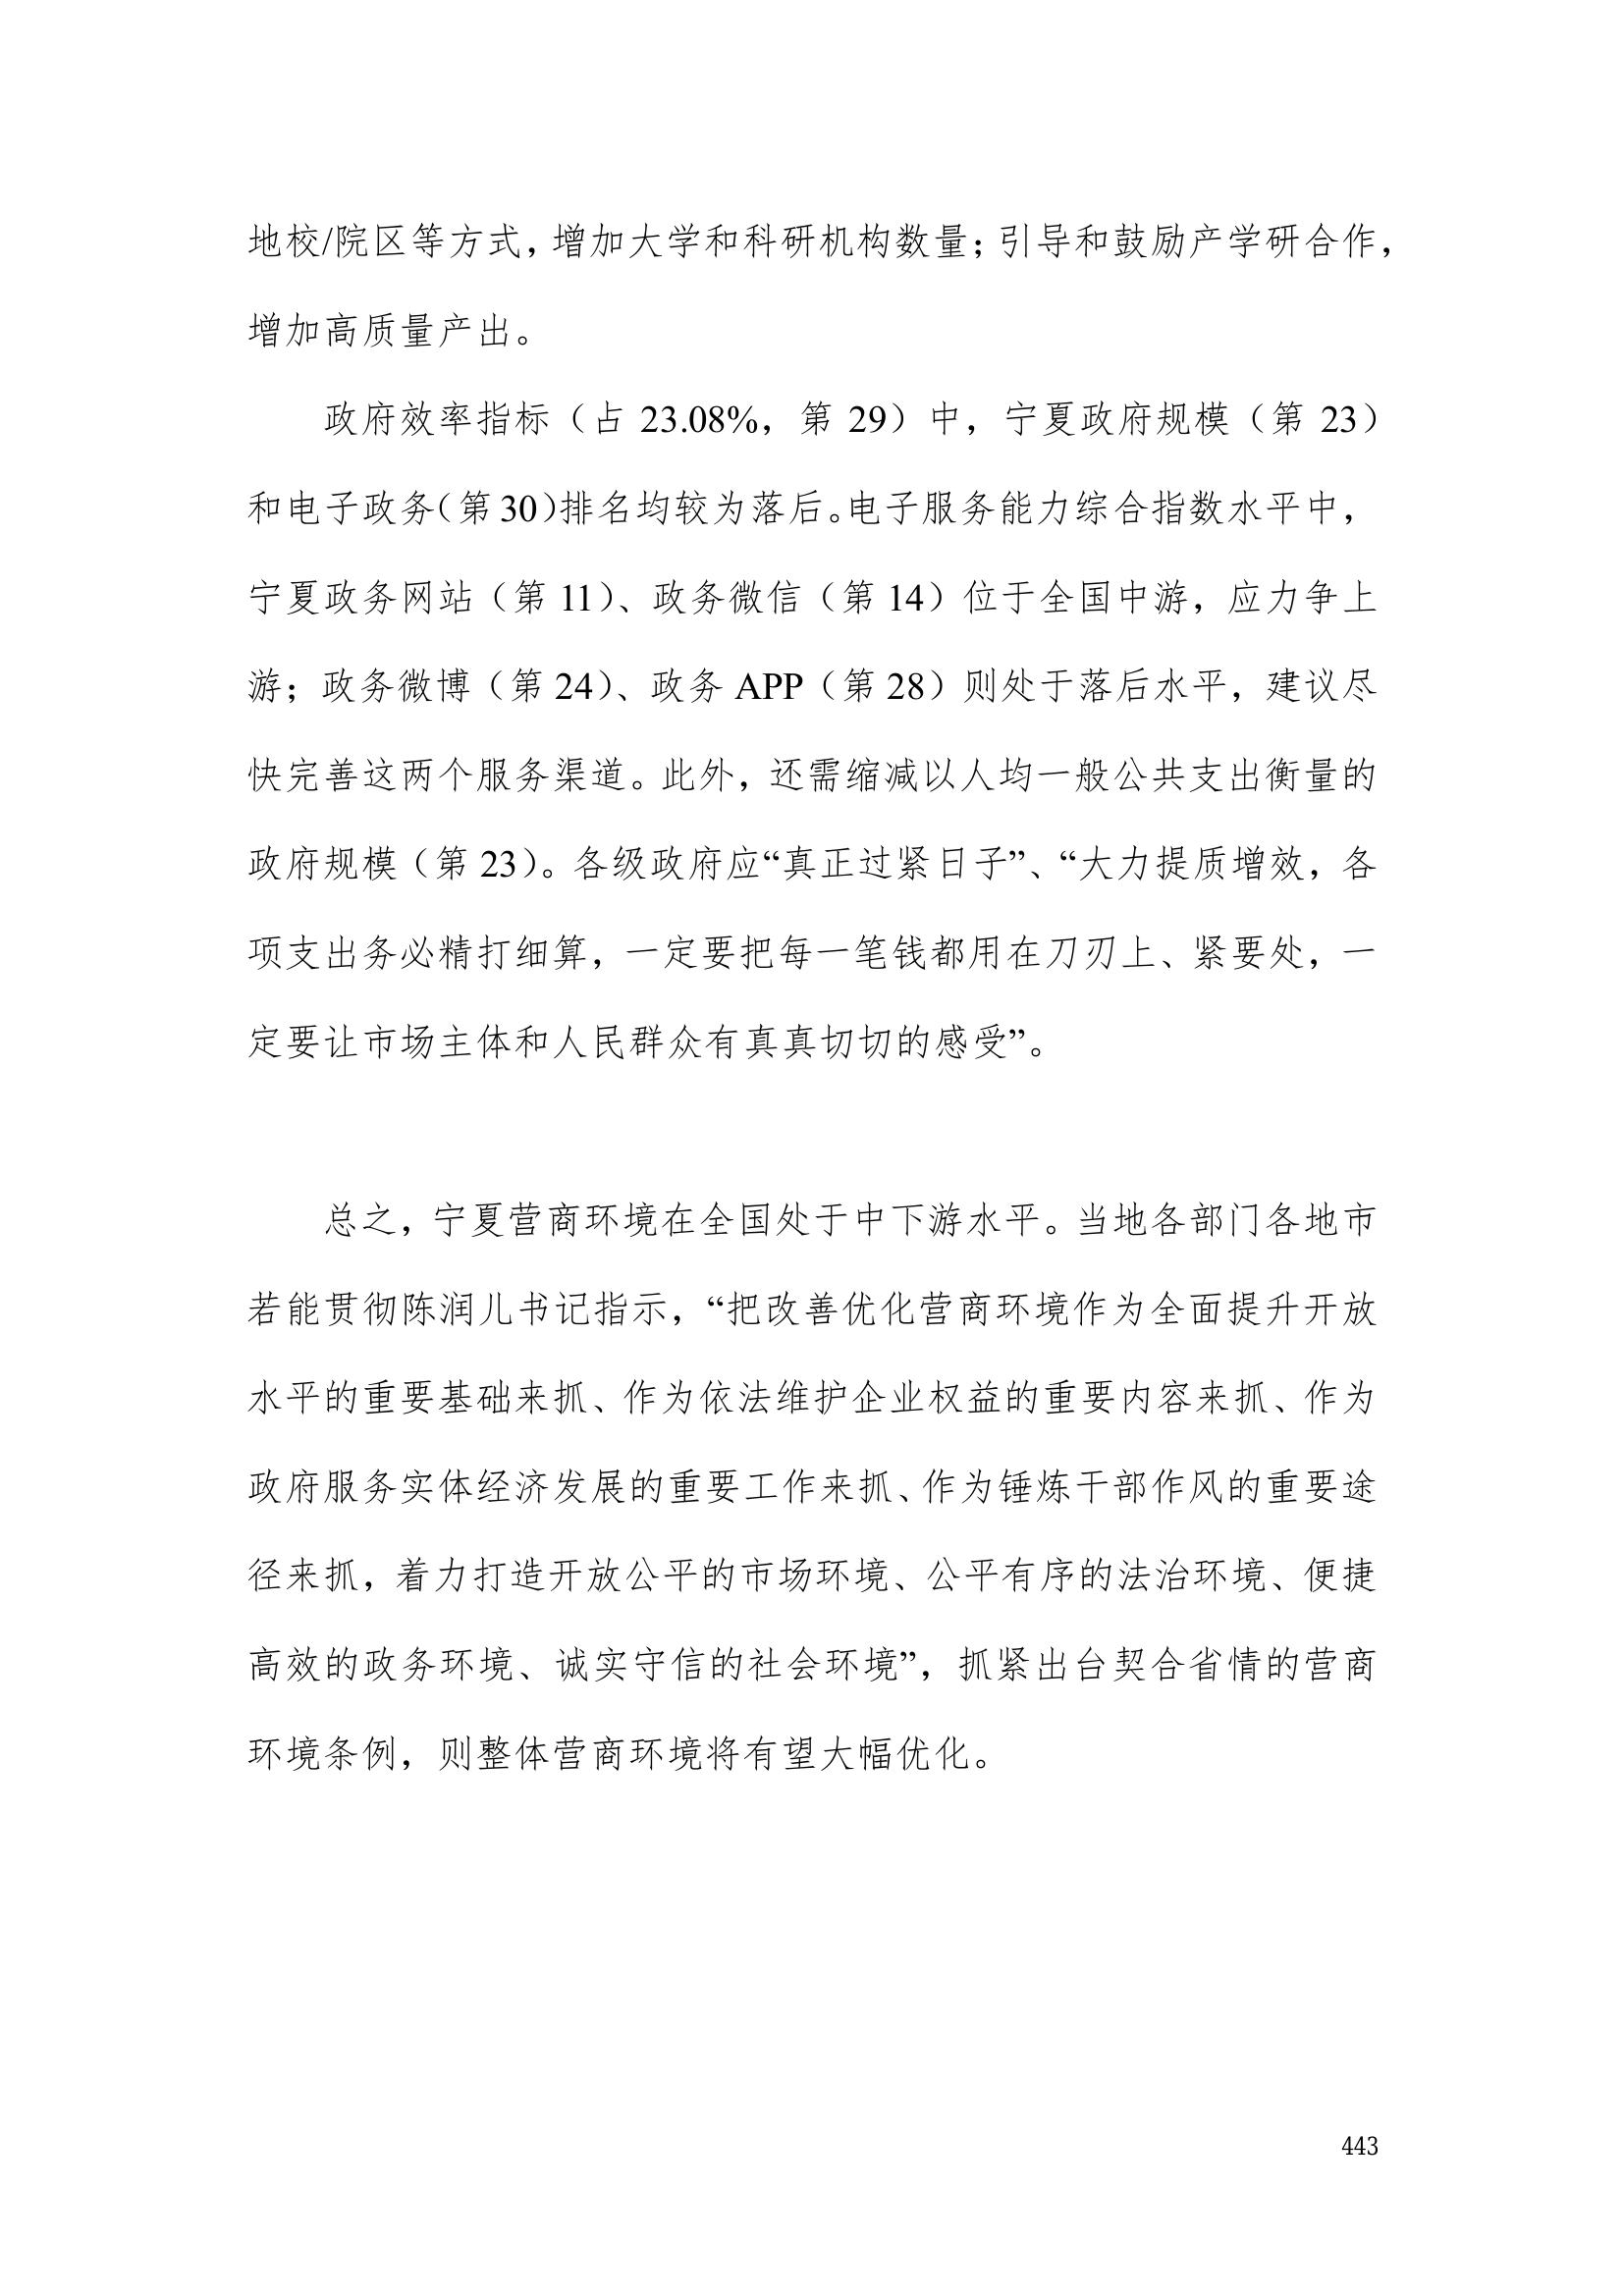 地校/院区等方式，增加大学和科研机构数量；引导和鼓励产学研合作，
增加高质量产出。
政府效率指标（占 23.08%，第 29）中，宁夏政府规模（第 23）
和电子政务（第 30）排名均较为落后。电子服务能力综合指数水平中，
宁夏政务网站（第 11）、政务微信（第 14）位于全国中游，应力争上
游；政务微博（第 24）、政务 APP（第 28）则处于落后水平，建议尽
快完善这两个服务渠道。此外，还需缩减以人均一般公共支出衡量的
政府规模（第 23）。各级政府应“真正过紧日子”、“大力提质增效，各
项支出务必精打细算，一定要把每一笔钱都用在刀刃上、紧要处，一
定要让市场主体和人民群众有真真切切的感受”。
总之，宁夏营商环境在全国处于中下游水平。当地各部门各地市
若能贯彻陈润儿书记指示，“把改善优化营商环境作为全面提升开放
水平的重要基础来抓、作为依法维护企业权益的重要内容来抓、作为
政府服务实体经济发展的重要工作来抓、作为锤炼干部作风的重要途
径来抓，着力打造开放公平的市场环境、公平有序的法治环境、便捷
高效的政务环境、诚实守信的社会环境”，抓紧出台契合省情的营商
环境条例，则整体营商环境将有望大幅优化。
443